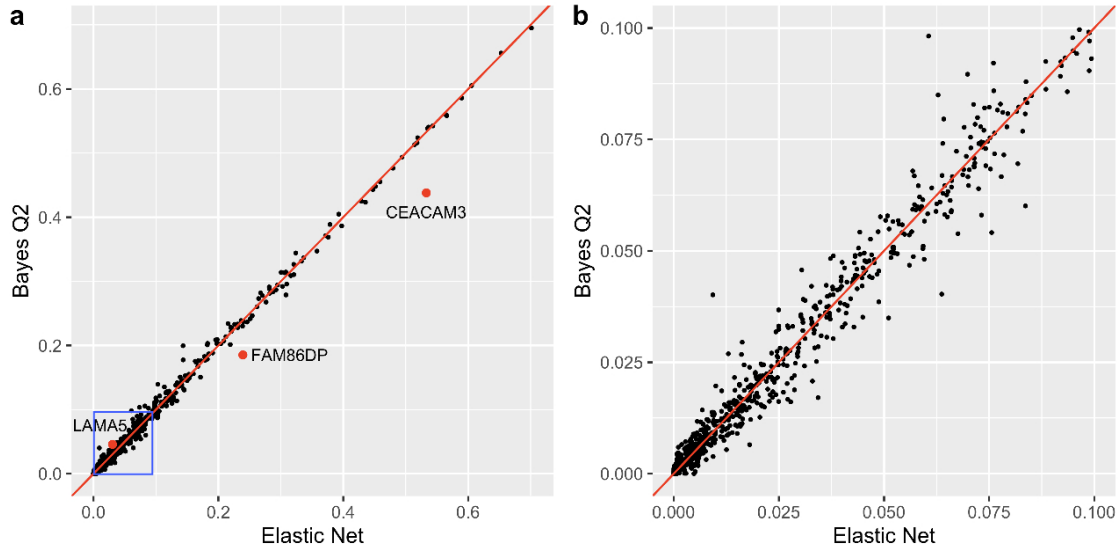 a
Bayes Q2
0.6
0.4
0.2
0.0
CEACAM3
FAM86DP
LAMA5
0.0 0.2 0.4 0.6
Elastic Net
b
Bayes Q2
0.100
0.075
0.050
0.025
0.000
0.000 0.025 0.050 0.075 0.100
Elastic Net